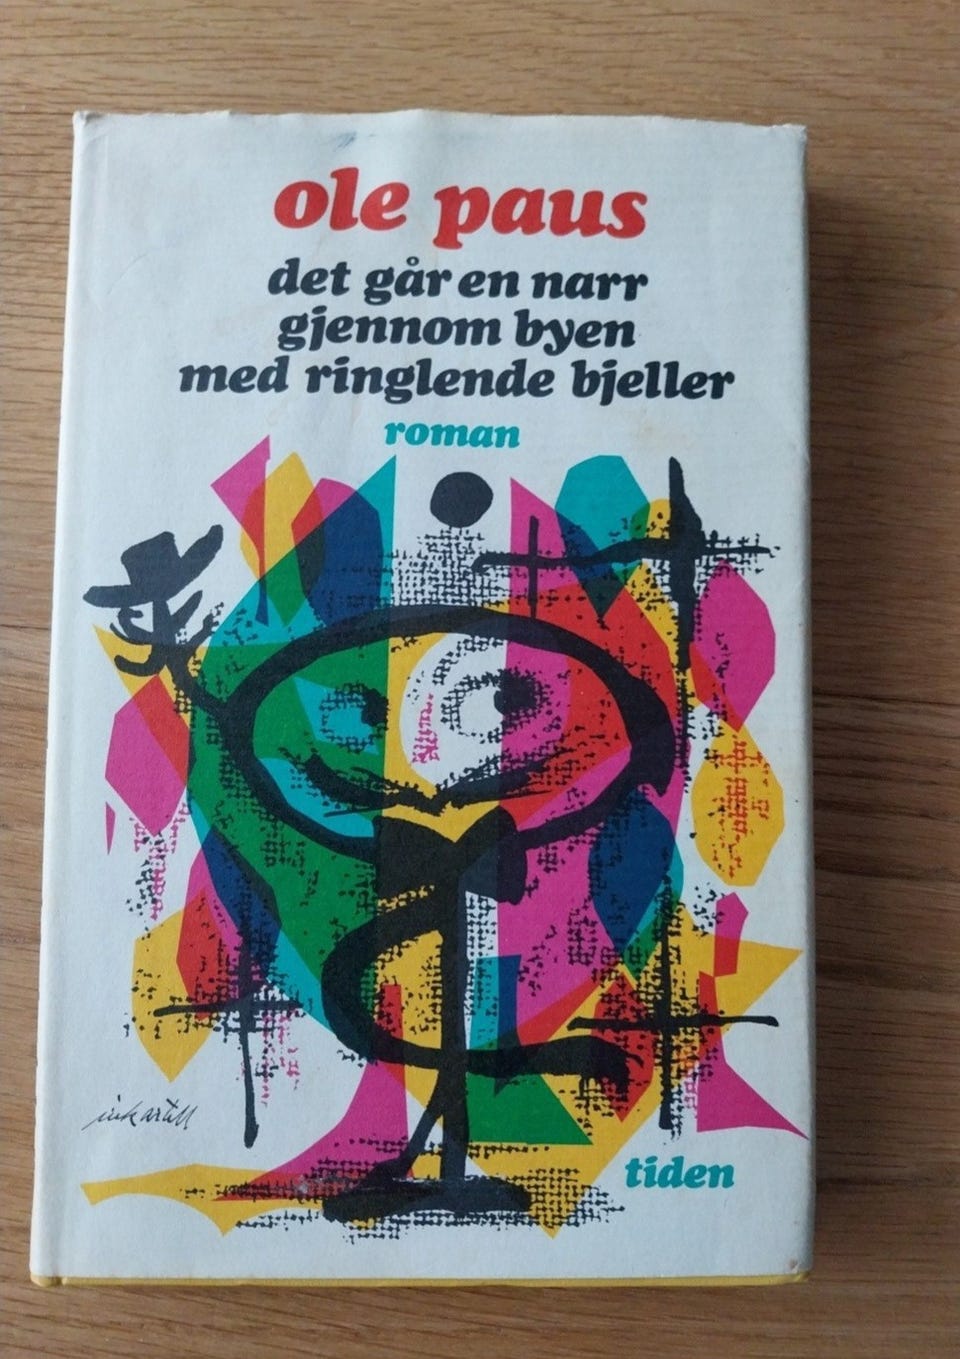 ole paus
det går en narr
gjennom byen
med ringlende bjeller
roman
tiden